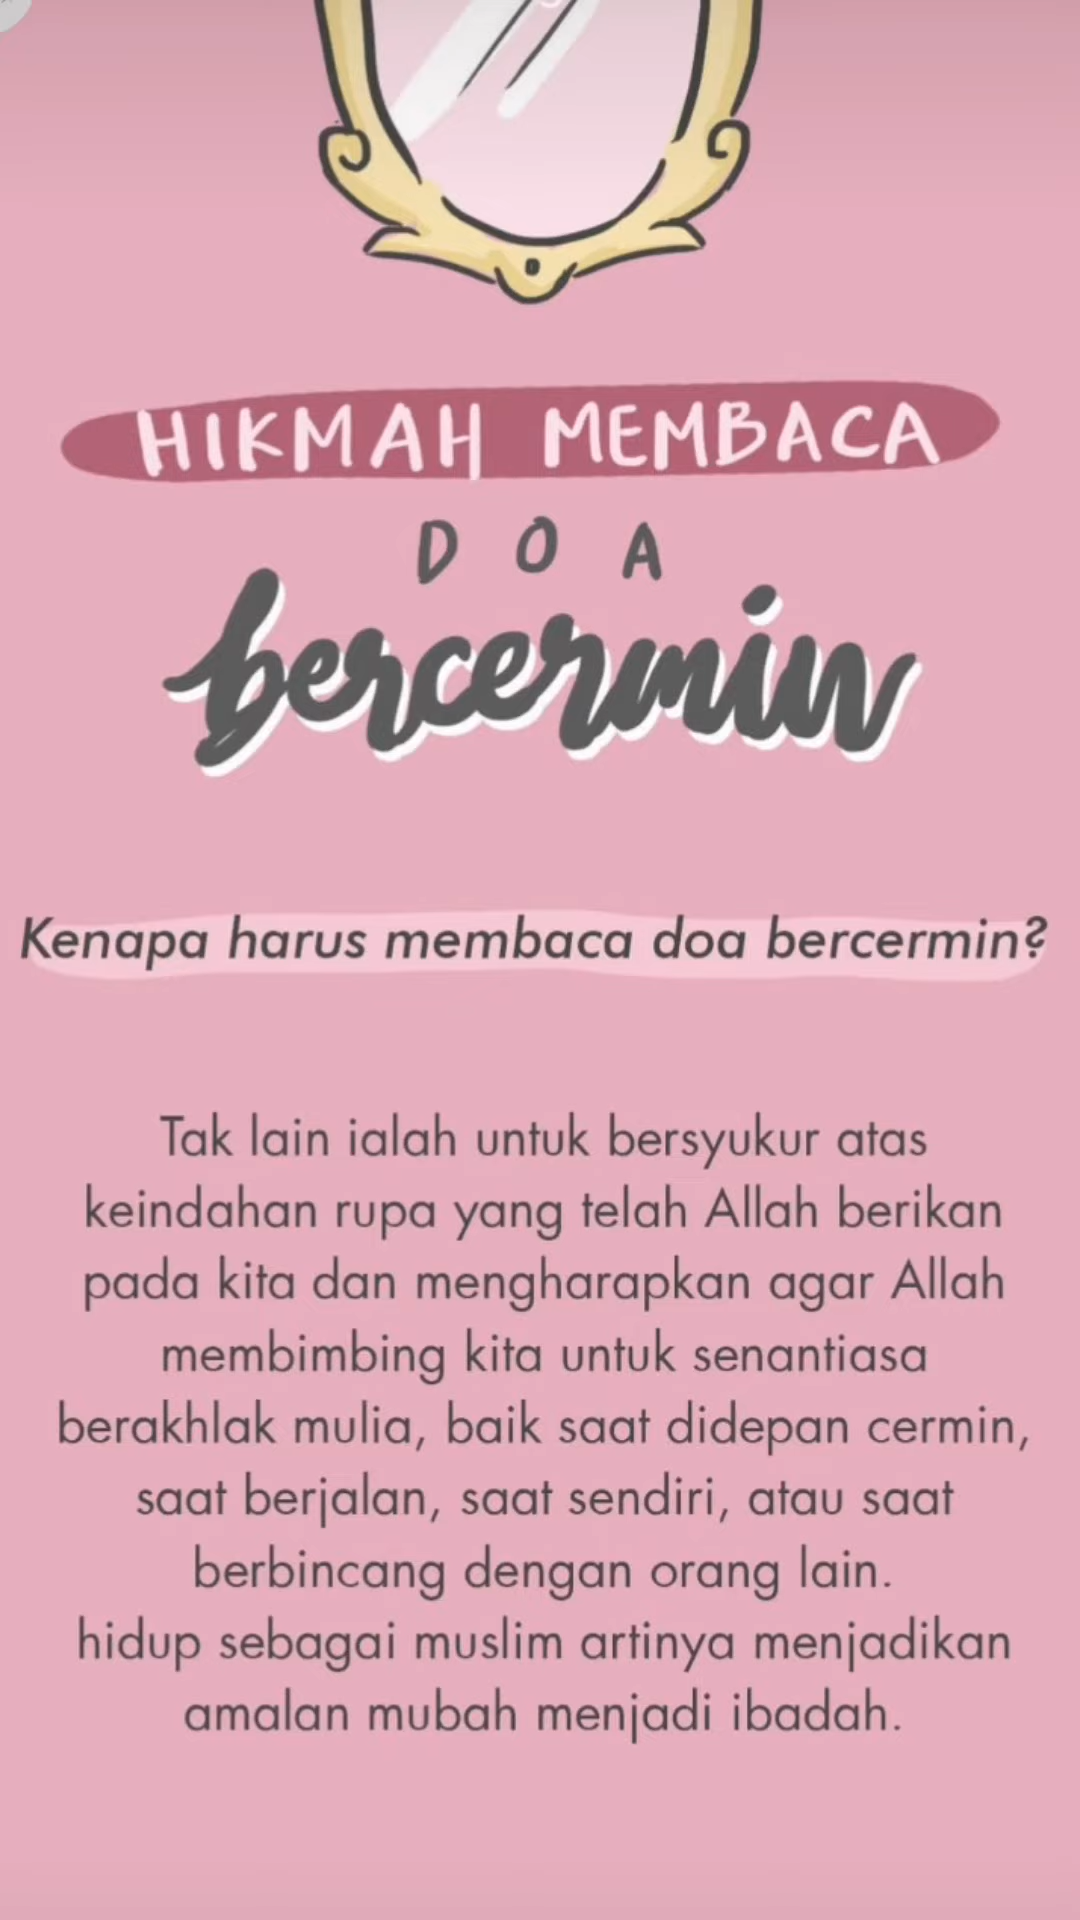 HIKMAH MEMBACA
DOA
bercermin
Kenapa harus membaca doa bercermin?
Tak lain ialah untuk bersyukur atas
keindahan rupa yang telah Allah berikan
pada kita dan mengharapkan agar Allah
membimbing kita untuk senantiasa
berakhlak mulia, baik saat didepan cermin,
saat berjalan, saat sendiri, atau saat
berbincang dengan orang lain.
hidup sebagai muslim artinya menjadikan
amalan mubah menjadi ibadah.